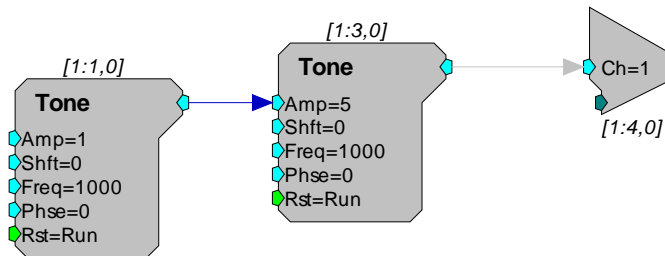 [1:1,0]
Tone
Amp=1
Shft=0
Freq=1000
Phse=0
Rst=Run
[1:3,0]
Tone
Amp=5
Shft=0
Freq=1000
Phse=0
Rst=Run
Ch=1
[1:4,0]